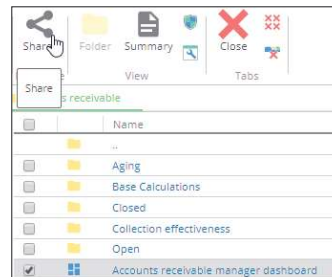 Share
Folder
Summary
Close
View
Tabs
Share
s receivable
Name
..
Aging
Base Calculations
Closed
Collection effectiveness
Open
Accounts receivable manager dashboard